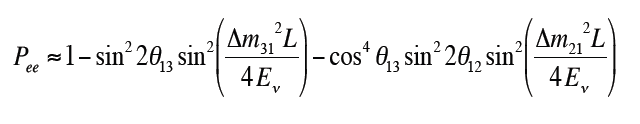 P_ee ≈ 1 – sin² 2θ₁₃ sin² (Δm₃₁² L / 4E_ν) – cos⁴ θ₁₃ sin² 2θ₁₂ sin² (Δm₂₁² L / 4E_ν)